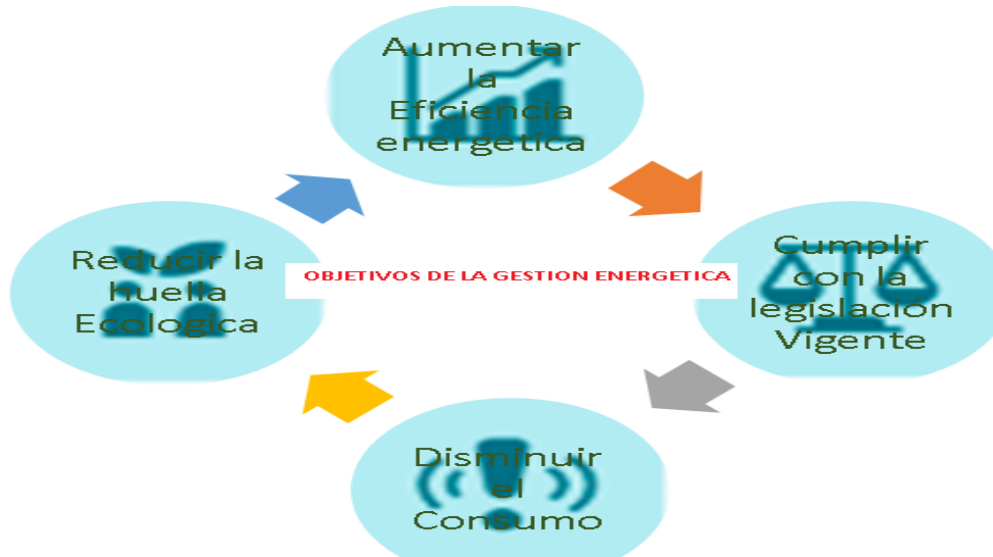 Aumentar
la
Eficiencia
energetica
Reducir la
huella
Ecologica
OBJETIVOS DE LA GESTION ENERGETICA
Cumplir
con la
legislación
Vigente
Disminuir
el
Consumo